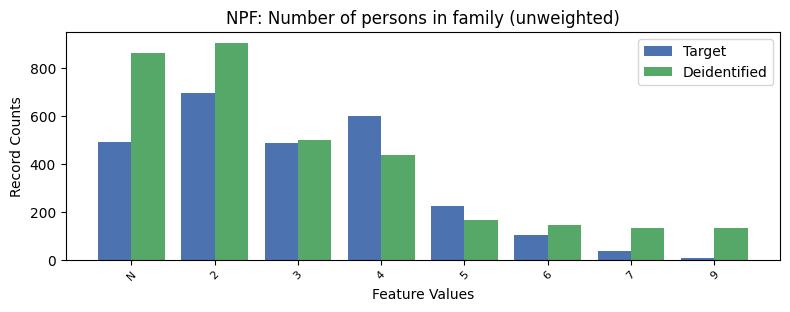 NPF: Number of persons in family (unweighted)
Target
Deidentified
Record Counts
800
600
400
200
0
N 2 3 4 5 6 7 9
Feature Values